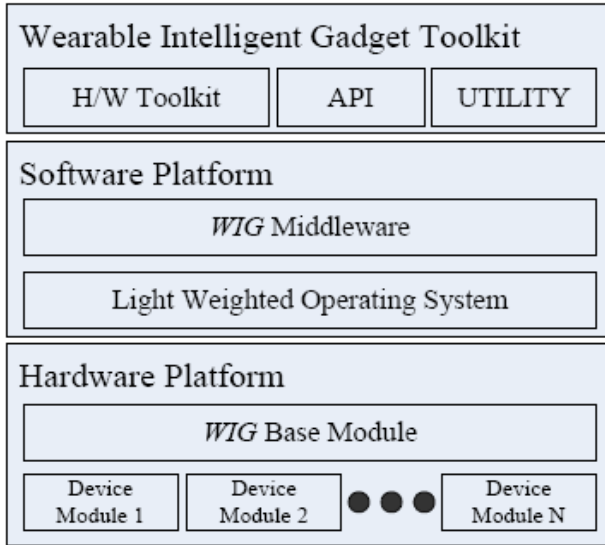 Wearable Intelligent Gadget Toolkit
H/W Toolkit API UTILITY
Software Platform
WIG Middleware
Light Weighted Operating System
Hardware Platform
WIG Base Module
Device
Module 1
Device
Module 2
Device
Module N